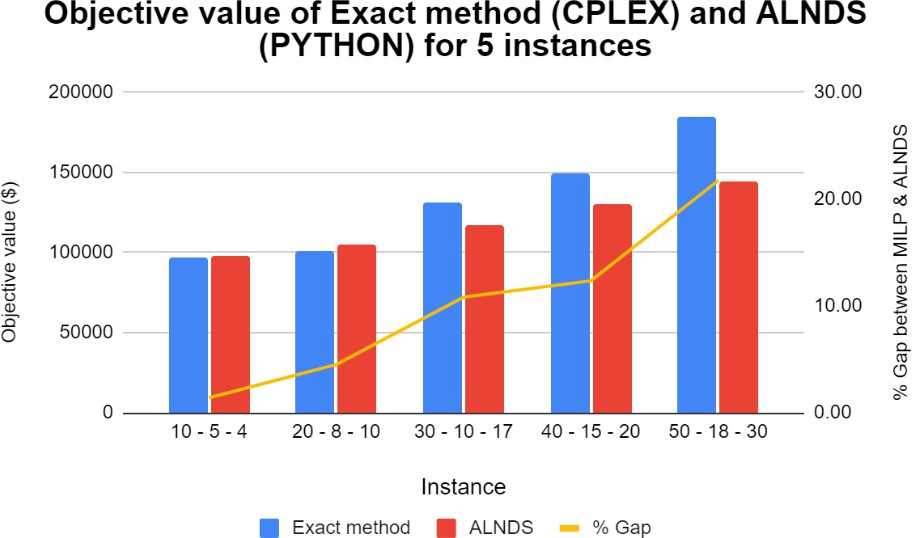 Objective value of Exact method (CPLEX) and ALNDS
(PYTHON) for 5 instances
200000
150000
100000
50000
0
Objective value ($)
30.00
20.00
10.00
0.00
% Gap between MILP & ALNDS
10 - 5 - 4
20 - 8 - 10
30 - 10 - 17
40 - 15 - 20
50 - 18 - 30
Instance
Exact method
ALNDS
% Gap